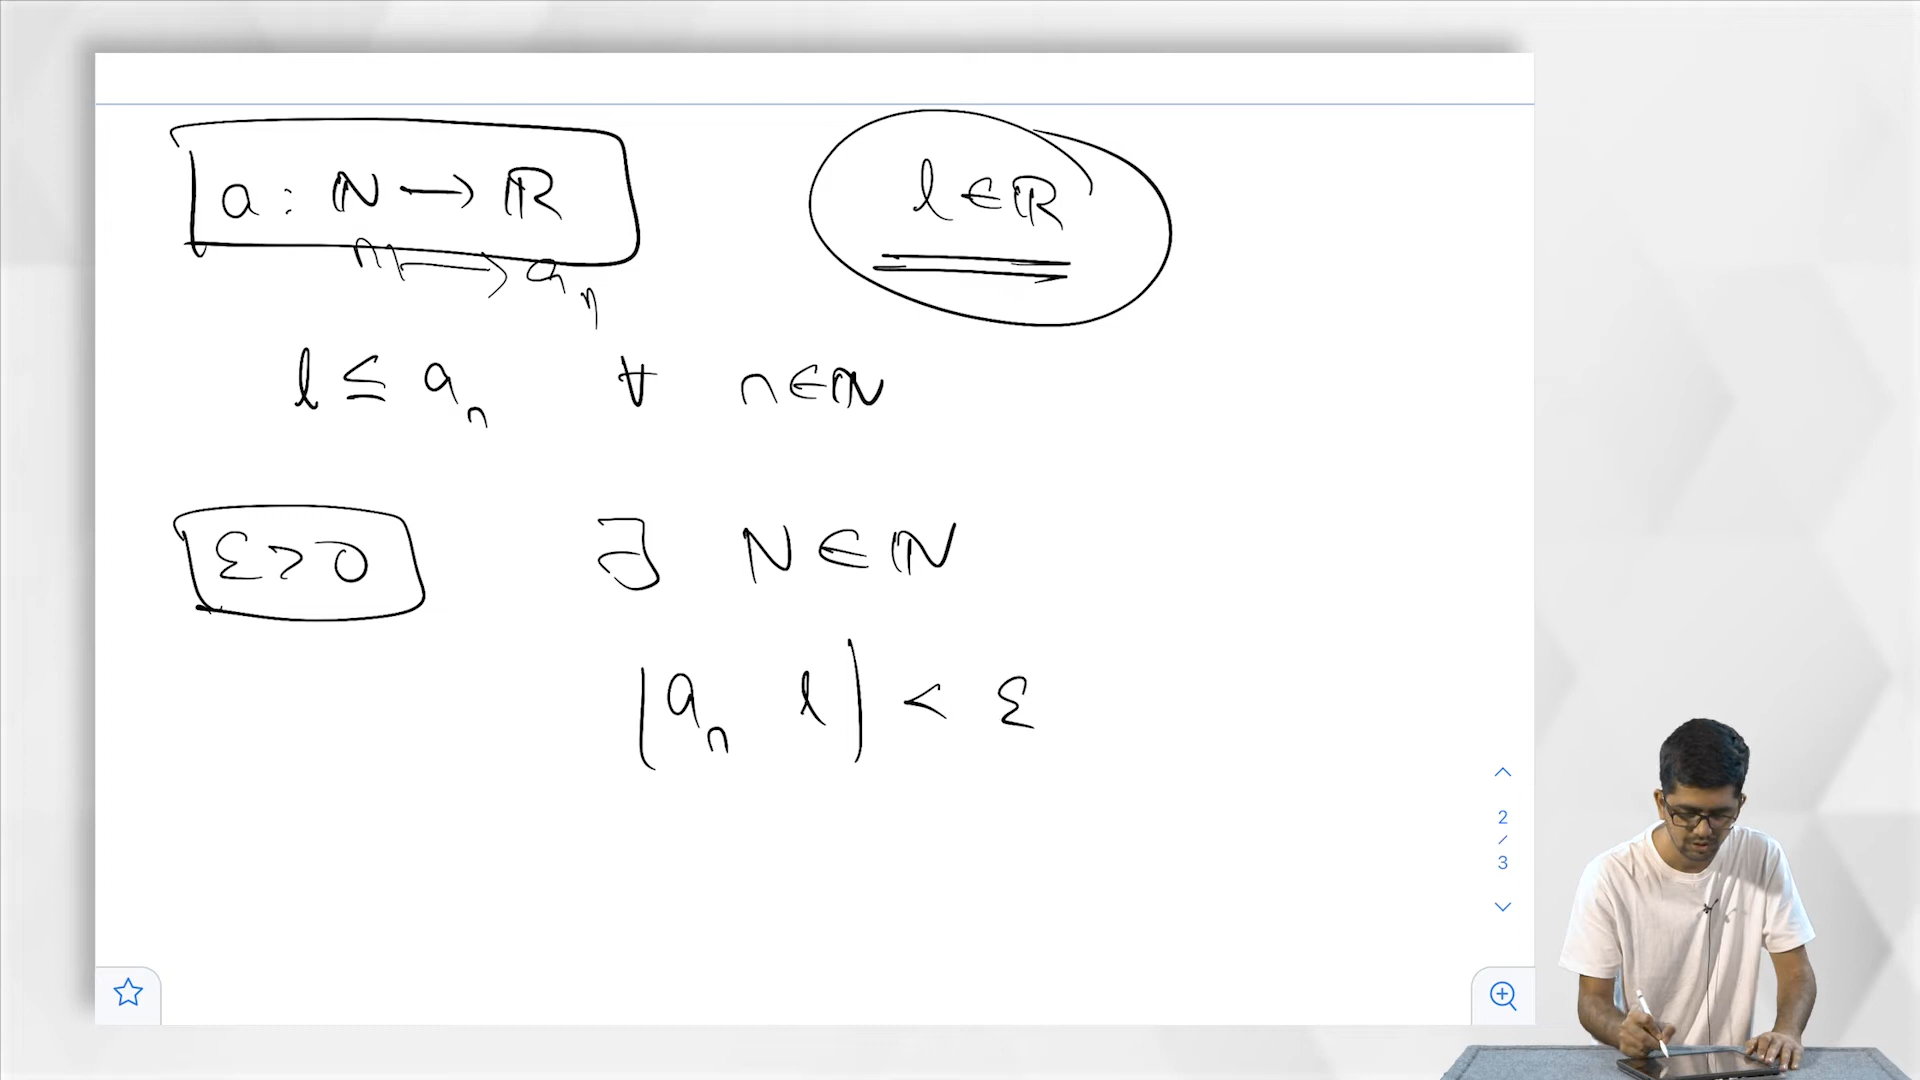 a : ℕ → ℝ
l ∈ ℝ
n ↦ aₙ
l ≤ aₙ ∀ n ∈ ℕ
ε > 0 ∃ N ∈ ℕ
|aₙ l| < ε
2
/
3